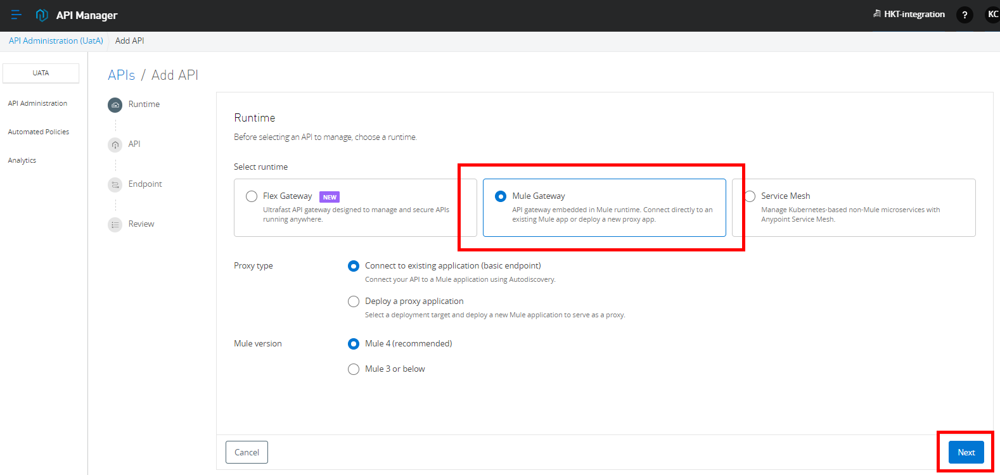 API Manager
HKT-integration
?
KC
API Administration (UatA)
Add API
UATA
API Administration
Automated Policies
Analytics
APIs / Add API
Runtime
API
Endpoint
Review
Runtime
Before selecting an API to manage, choose a runtime.
Select runtime
Flex Gateway NEW
Ultrafast API gateway designed to manage and secure APIs
running anywhere.
Mule Gateway
API gateway embedded in Mule runtime. Connect directly to an
existing Mule app or deploy a new proxy app.
Service Mesh
Manage Kubernetes-based non-Mule microservices with
Anypoint Service Mesh.
Proxy type
Connect to existing application (basic endpoint)
Connect your API to a Mule application using Autodiscovery.
Deploy a proxy application
Select a deployment target and deploy a new Mule application to serve as a proxy.
Mule version
Mule 4 (recommended)
Mule 3 or below
Cancel
Next